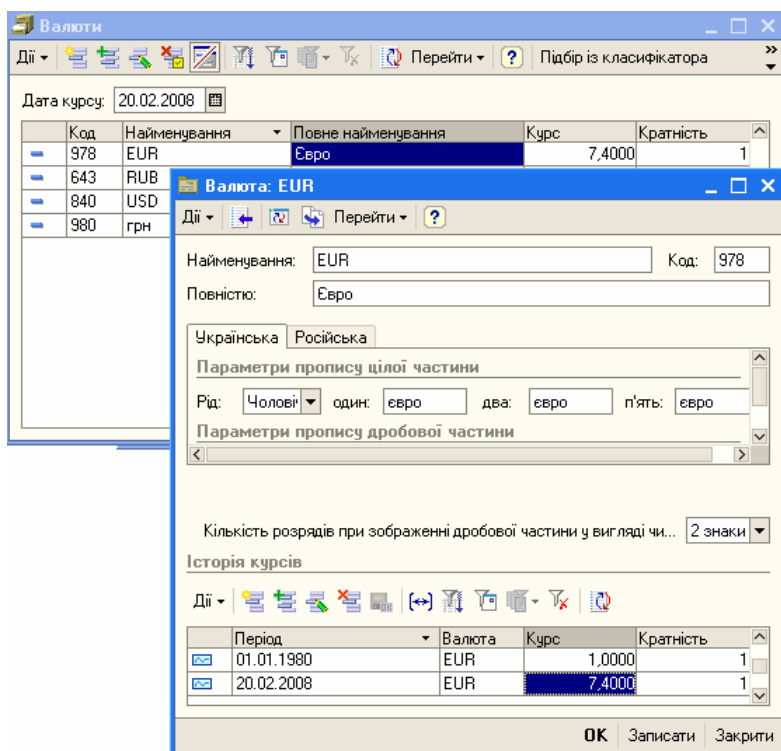 Валюти
Дії Перейти ? Підбір із класифікатора »
Дата курсу: 20.02.2008
Код Найменування Повне найменування Курс Кратність
978 EUR Євро 7,4000 1
643 RUB
840 USD
980 грн
Валюта: EUR
Дії Перейти ?
Найменування: EUR Код: 978
Повністю: Євро
Українська Російська
Параметри пропису цілої частини
Рід: Чолові один: євро два: євро п'ять: євро
Параметри пропису дробової частини
Кількість розрядів при зображенні дробової частини у вигляді чи... 2 знаки
Історія курсів
Дії
Період Валюта Курс Кратність
01.01.1980 EUR 1,0000 1
20.02.2008 EUR 7,4000 1
OK Записати Закрити